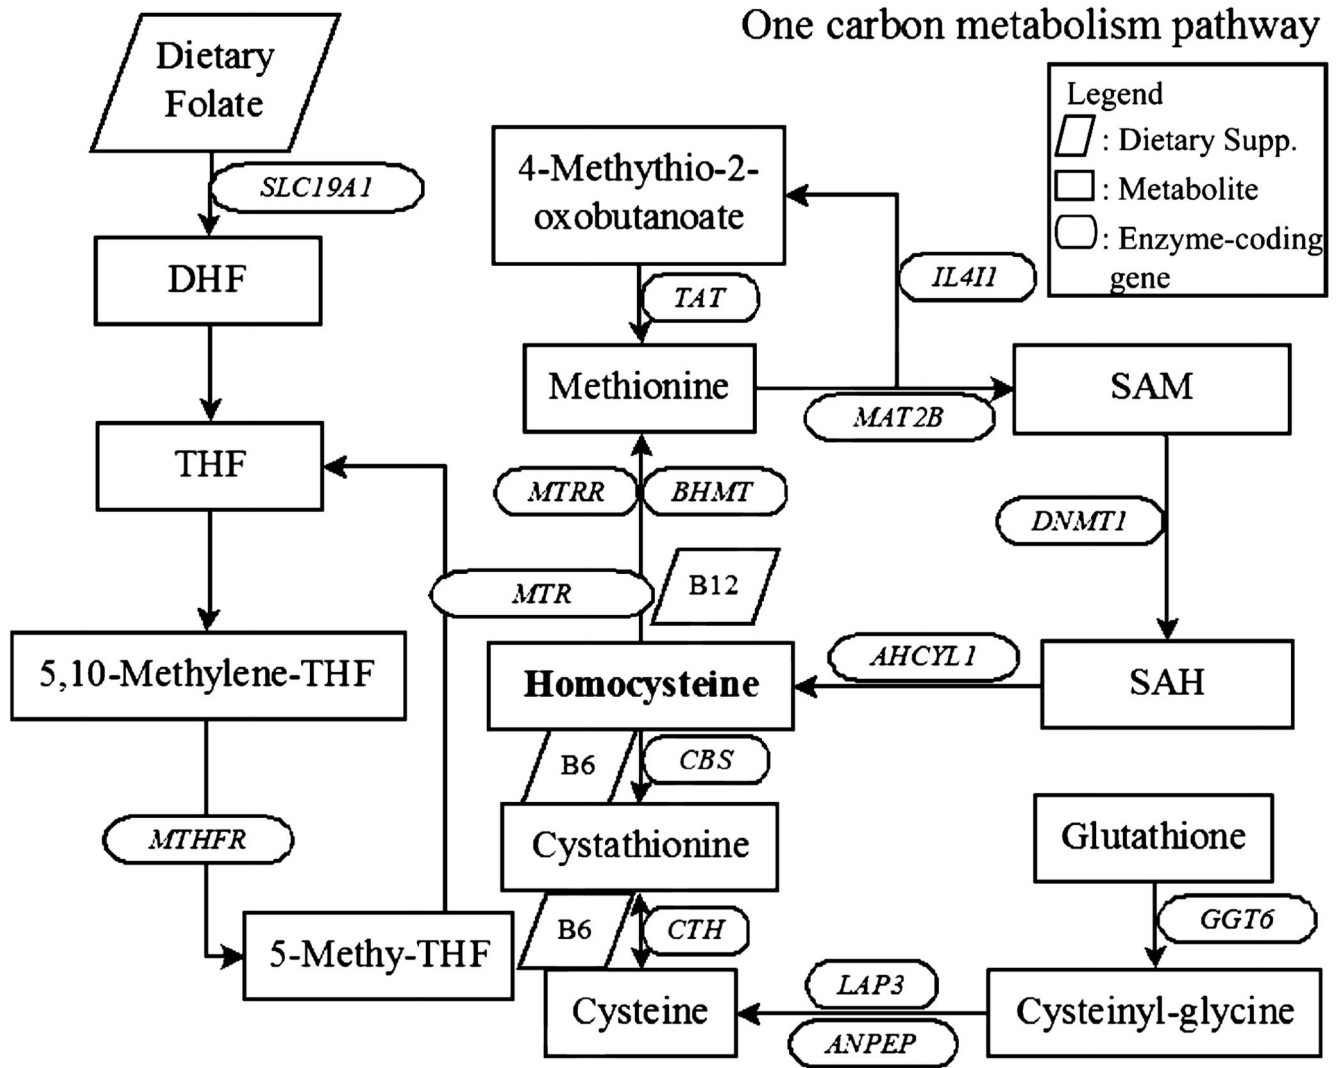 One carbon metabolism pathway
Legend
: Dietary Supp.
: Metabolite
: Enzyme-coding
gene
Dietary
Folate
SLC19A1
DHF
THF
5,10-Methylene-THF
MTHFR
5-Methy-THF
4-Methythio-2-
oxobutanoate
TAT
IL4I1
Methionine
MAT2B
SAM
MTRR
BHMT
DNMT1
MTR
B12
Homocysteine
AHCYL1
SAH
B6
CBS
Cystathionine
Glutathione
B6
CTH
GGT6
Cysteine
LAP3
ANPEP
Cysteinyl-glycine